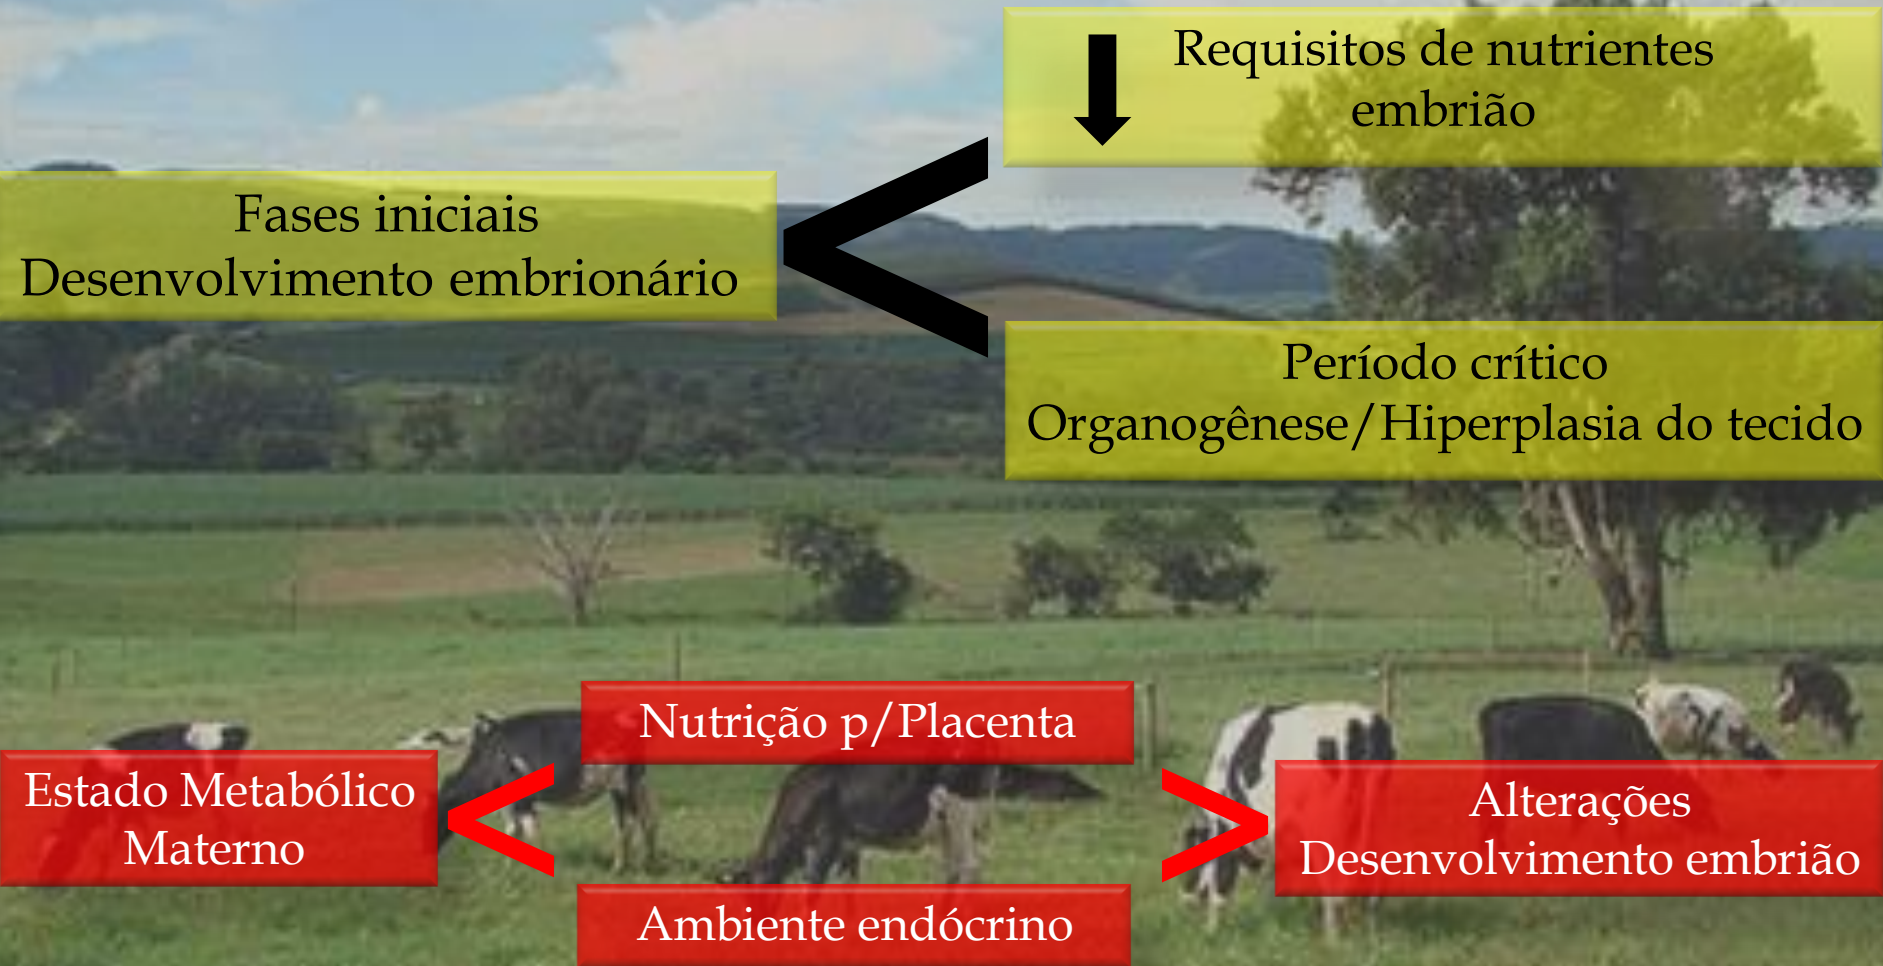 Requisitos de nutrientes
embrião
Fases iniciais
Desenvolvimento embrionário
Período crítico
Organogênese/Hiperplasia do tecido
Nutrição p/Placenta
Estado Metabólico
Materno
Alterações
Desenvolvimento embrião
Ambiente endócrino